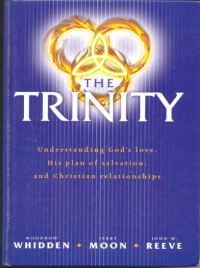 THE
TRINITY
Understanding God's love,
His plan of salvation,
and Christian relationships
WOODROW JERRY JOHN W.
WHIDDEN • MOON • REEVE